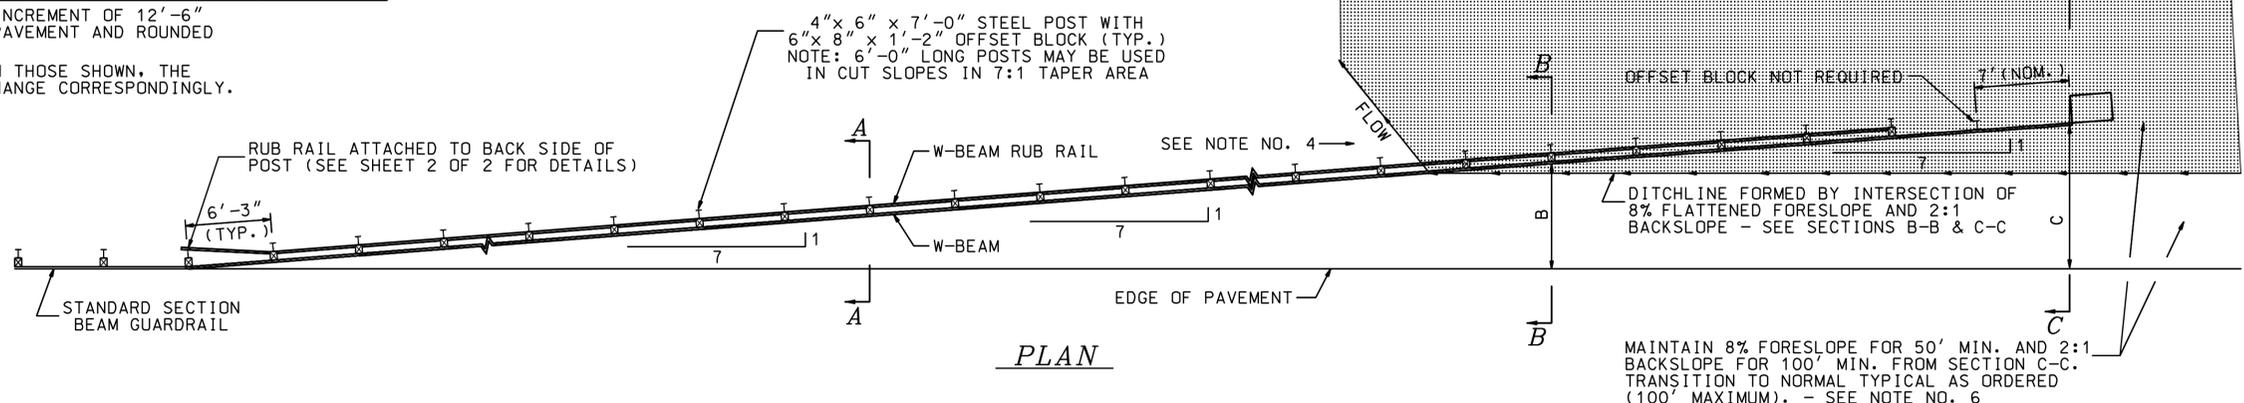 NCREMENT OF 12'-6"
AVEMENT AND ROUNDED
THOSE SHOWN, THE
ANGE CORRESPONDINGLY.
4"x 6" x 7'-0" STEEL POST WITH
6"x 8" x 1'-2" OFFSET BLOCK (TYP.)
NOTE: 6'-0" LONG POSTS MAY BE USED
IN CUT SLOPES IN 7:1 TAPER AREA
B
OFFSET BLOCK NOT REQUIRED
7'(NOM.)
FLOW
A
RUB RAIL ATTACHED TO BACK SIDE OF
POST (SEE SHEET 2 OF 2 FOR DETAILS)
W-BEAM RUB RAIL
SEE NOTE NO. 4
1
7
6'-3"
(TYP.)
DITCHLINE FORMED BY INTERSECTION OF
8% FLATTENED FORESLOPE AND 2:1
BACKSLOPE - SEE SECTIONS B-B & C-C
B
C
1
7
1
7
W-BEAM
STANDARD SECTION
BEAM GUARDRAIL
EDGE OF PAVEMENT
A
B
C
PLAN
MAINTAIN 8% FORESLOPE FOR 50' MIN. AND 2:1
BACKSLOPE FOR 100' MIN. FROM SECTION C-C.
TRANSITION TO NORMAL TYPICAL AS ORDERED
(100' MAXIMUM). - SEE NOTE NO. 6